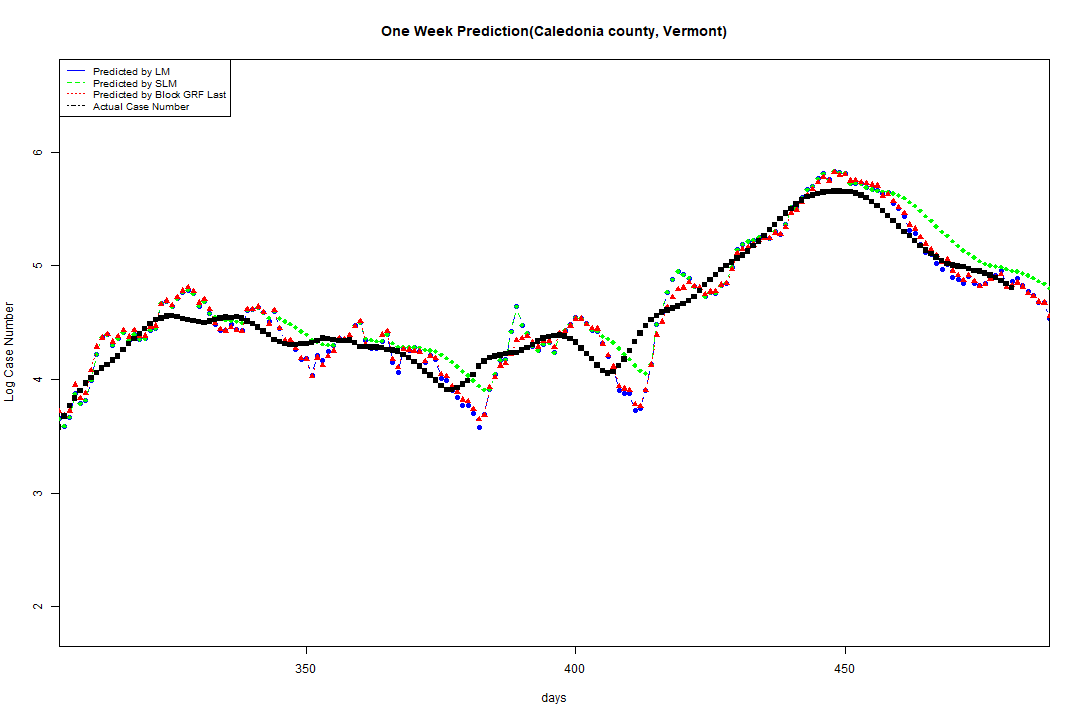 One Week Prediction(Caledonia county, Vermont)
Predicted by LM
Predicted by SLM
Predicted by Block GRF Last
Actual Case Number
6
5
4
3
2
Log Case Number
350 400 450
days